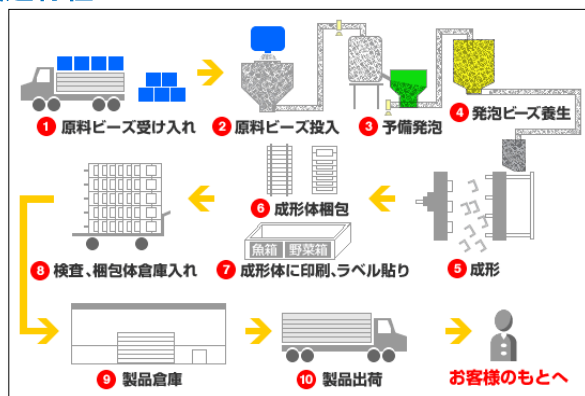 ① 原料ビーズ受け入れ
② 原料ビーズ投入
③ 予備発泡
④ 発泡ビーズ養生
⑤ 成形
⑥ 成形体梱包
魚箱 野菜箱
⑦ 成形体に印刷、ラベル貼り
⑧ 検査、梱包体倉庫入れ
⑨ 製品倉庫
⑩ 製品出荷
お客様のもとへ